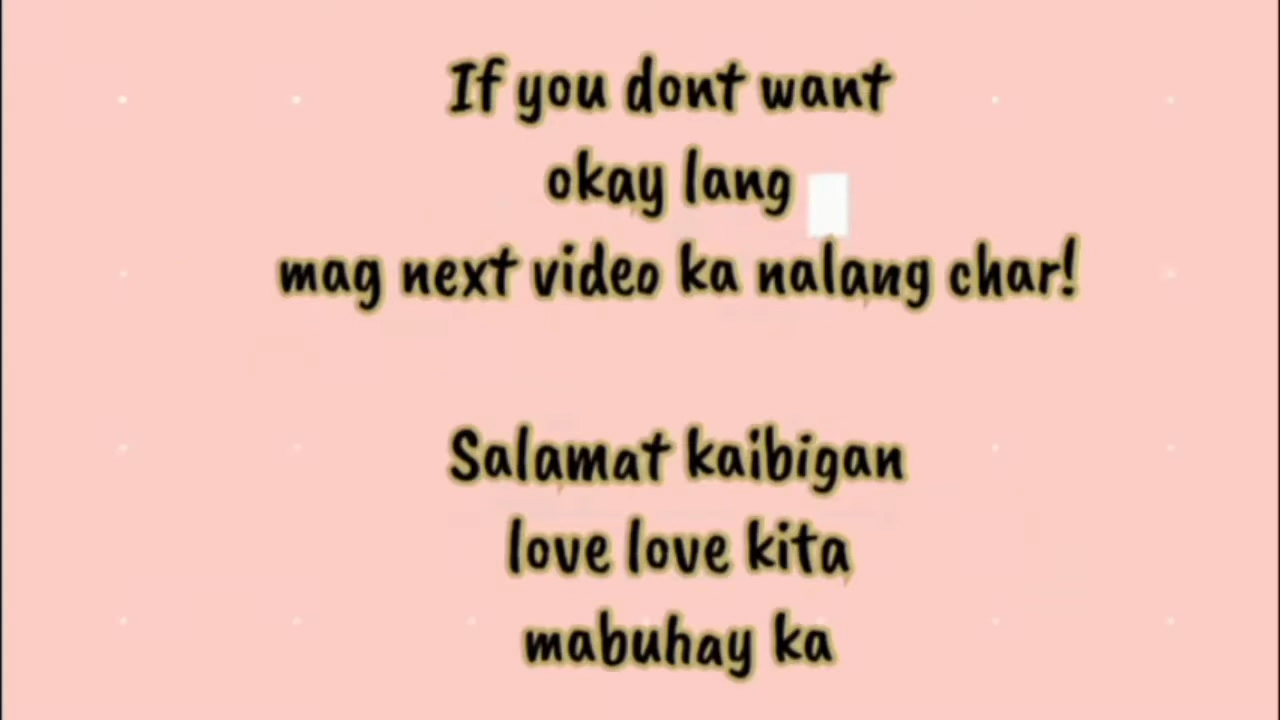 If you dont want
okay lang
mag next video ka nalang char!
Salamat kaibigan
love love kita
mabuhay ka